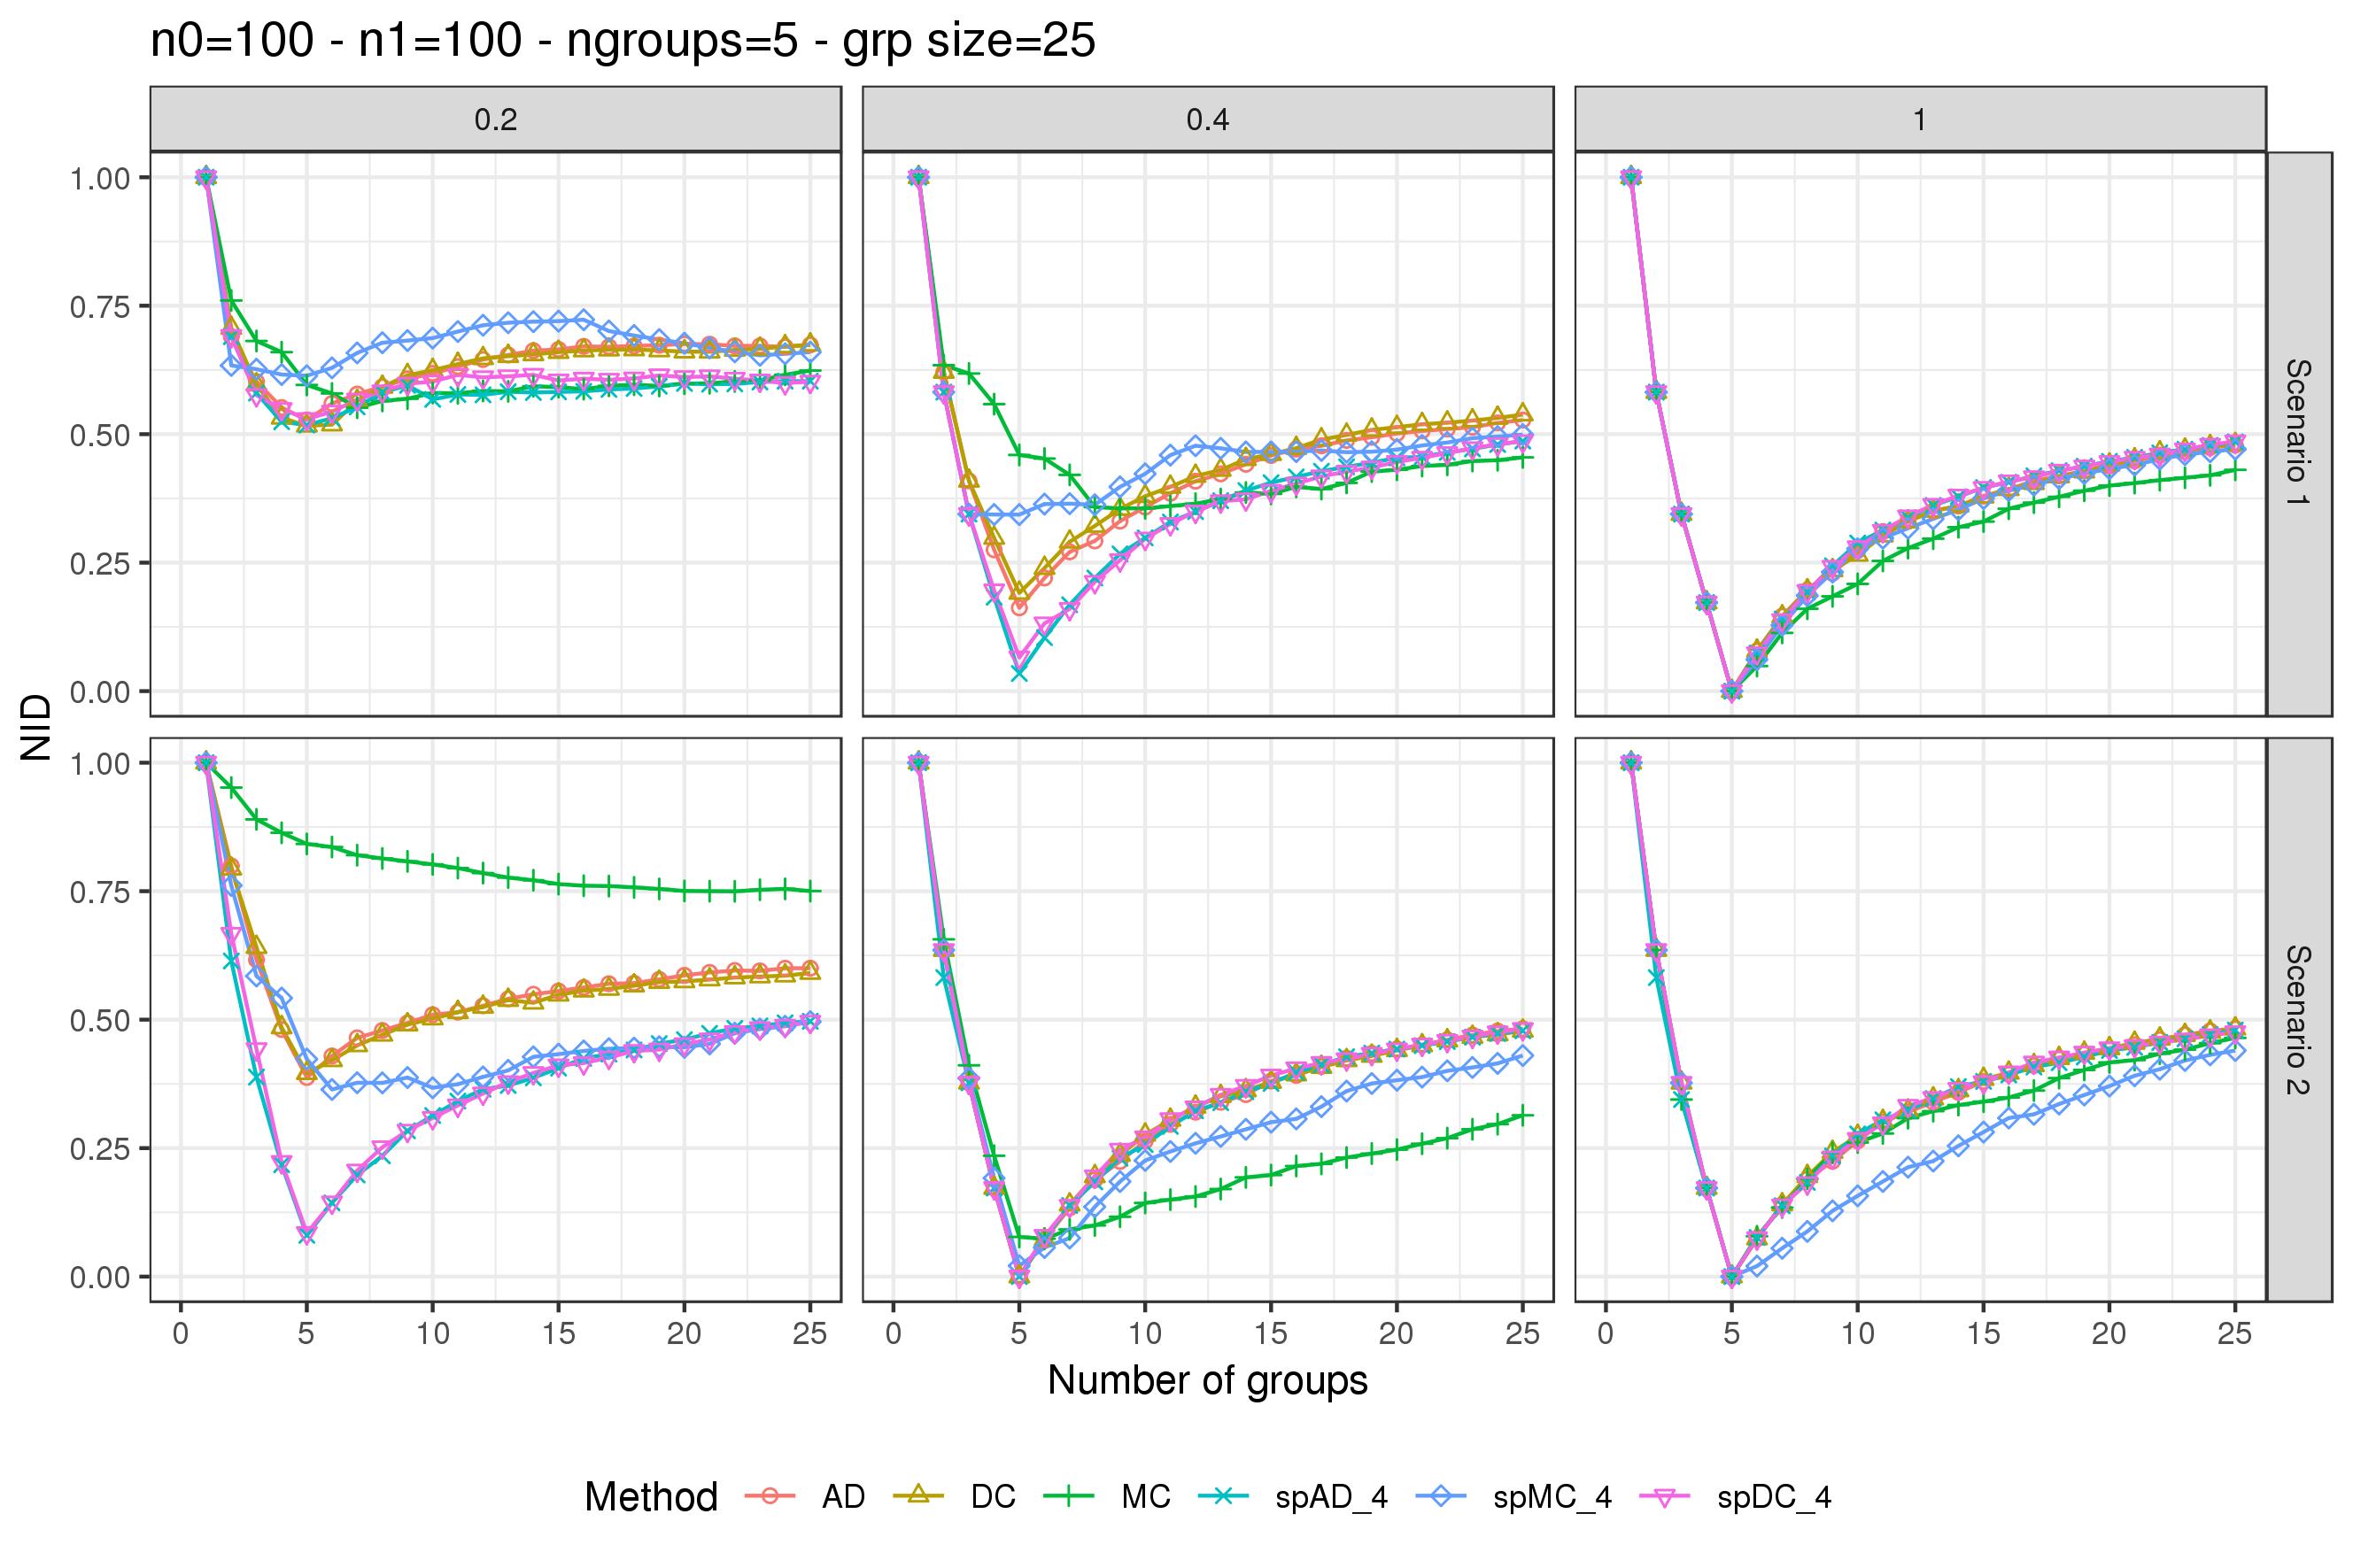 n0=100 - n1=100 - ngroups=5 - grp size=25
0.2 0.4 1
1.00
0.75
0.50
0.25
0.00
Scenario 1
NID
1.00
0.75
0.50
0.25
0.00
Scenario 2
0 5 10 15 20 25 0 5 10 15 20 25 0 5 10 15 20 25
Number of groups
Method AD DC MC spAD_4 spMC_4 spDC_4